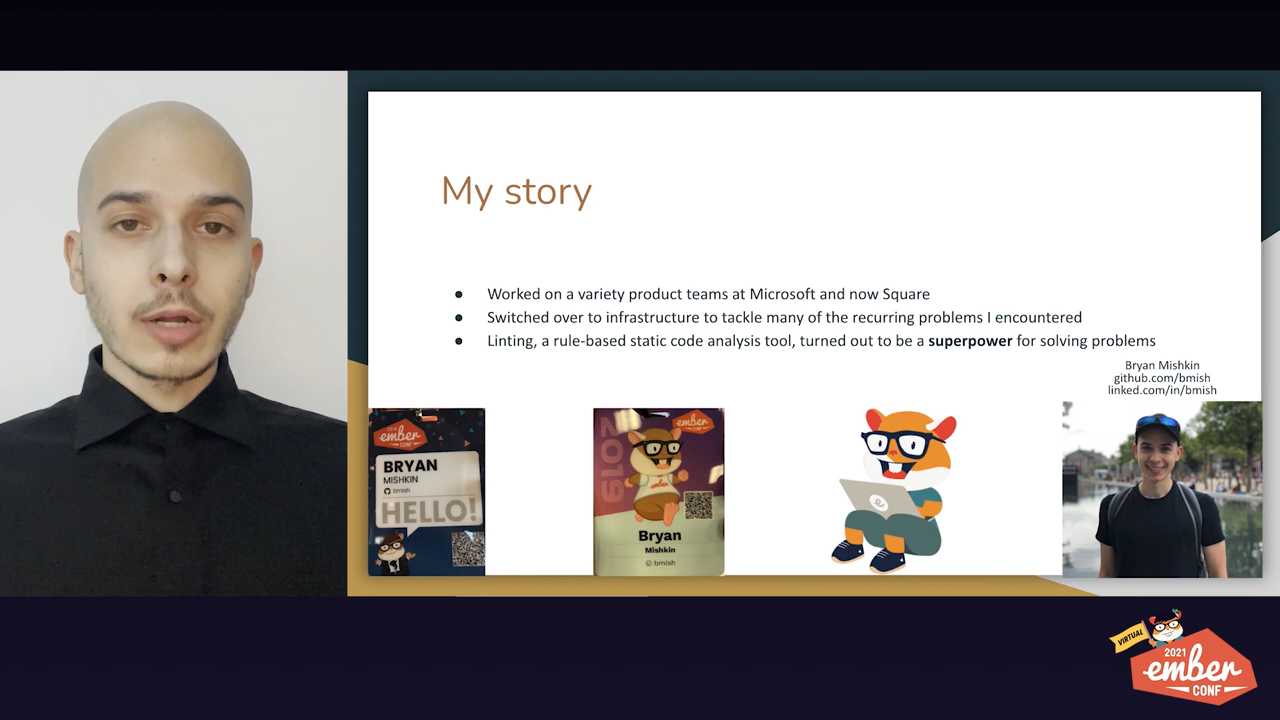 My story
● Worked on a variety product teams at Microsoft and now Square
● Switched over to infrastructure to tackle many of the recurring problems I encountered
● Linting, a rule-based static code analysis tool, turned out to be a superpower for solving problems
Bryan Mishkin
github.com/bmish
linked.com/in/bmish
ember
CONF
BRYAN
MISHKIN
bmish
HELLO!
2019
ember
CONF
ember
Bryan
Mishkin
bmish
e
VIRTUAL
2021
ember
CONF